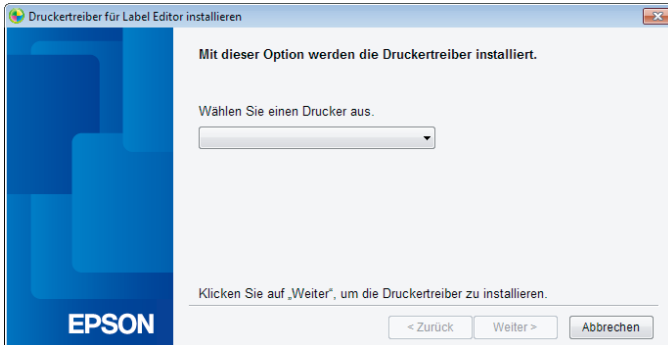 Druckertreiber für Label Editor installieren
Mit dieser Option werden die Druckertreiber installiert.
Wählen Sie einen Drucker aus.
Klicken Sie auf „Weiter“, um die Druckertreiber zu installieren.
EPSON
< Zurück
Weiter >
Abbrechen